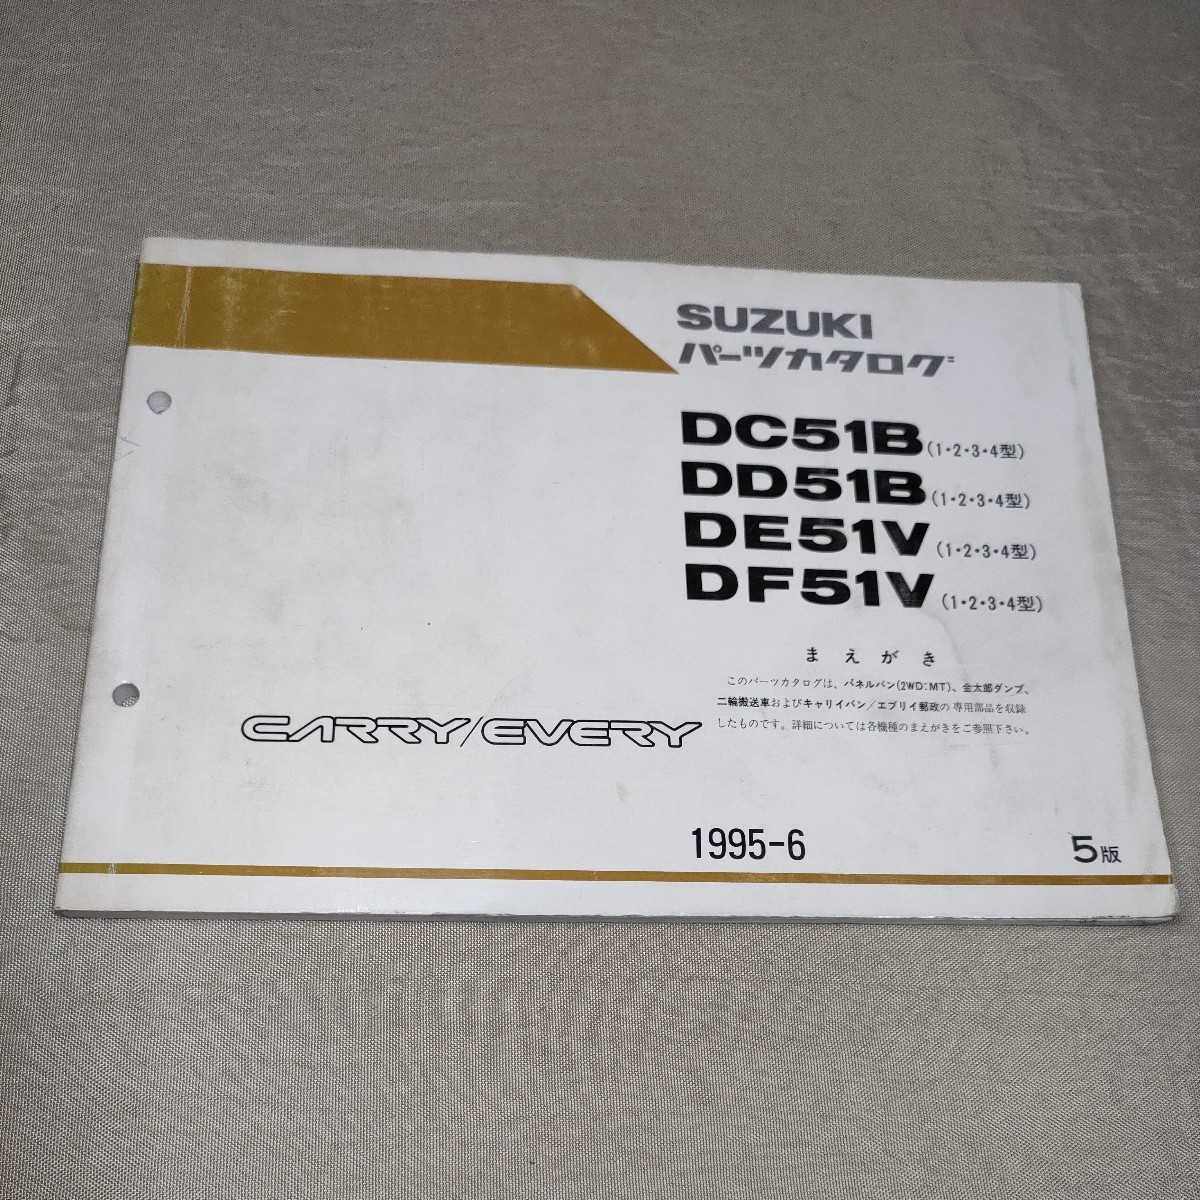 SUZUKI
パーツカタログ
DC51B(1・2・3・4型)
DD51B(1・2・3・4型)
DE51V(1・2・3・4型)
DF51V(1・2・3・4型)
まえがき
このパーツカタログは、パネルバン(2WD:MT)、金太郎ダンプ、
二輪搬送車およびキャリイバン/エブリイ郵政の専用部品を収録
したものです。詳細については各機種のまえがきをご参照下さい。
CARRY/EVERY
1995-6
5版